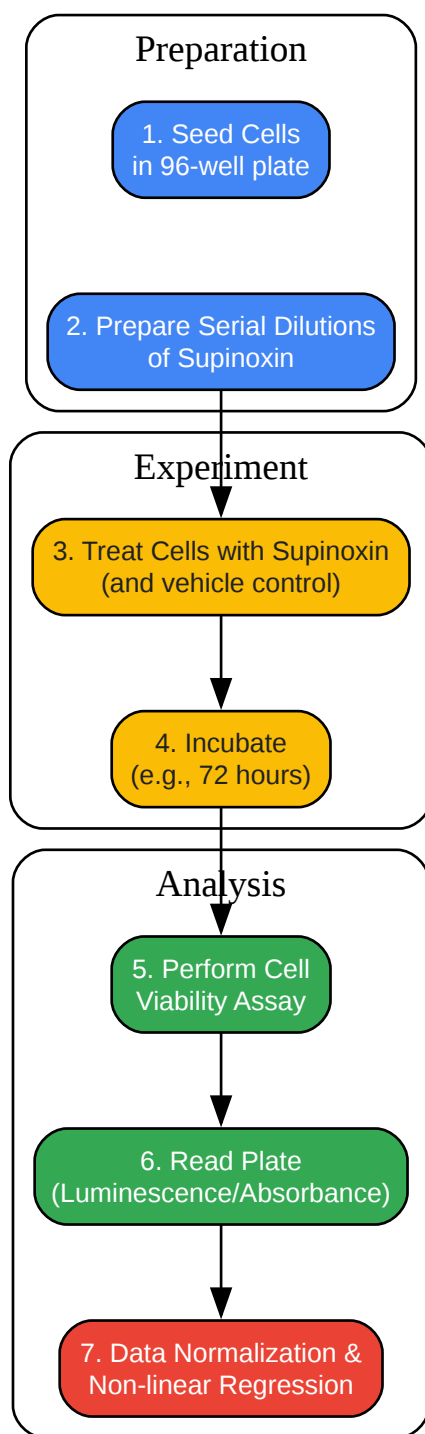 Preparation
1. Seed Cells
in 96-well plate
2. Prepare Serial Dilutions
of Supinoxin
Experiment
3. Treat Cells with Supinoxin
(and vehicle control)
4. Incubate
(e.g., 72 hours)
Analysis
5. Perform Cell
Viability Assay
6. Read Plate
(Luminescence/Absorbance)
7. Data Normalization &
Non-linear Regression